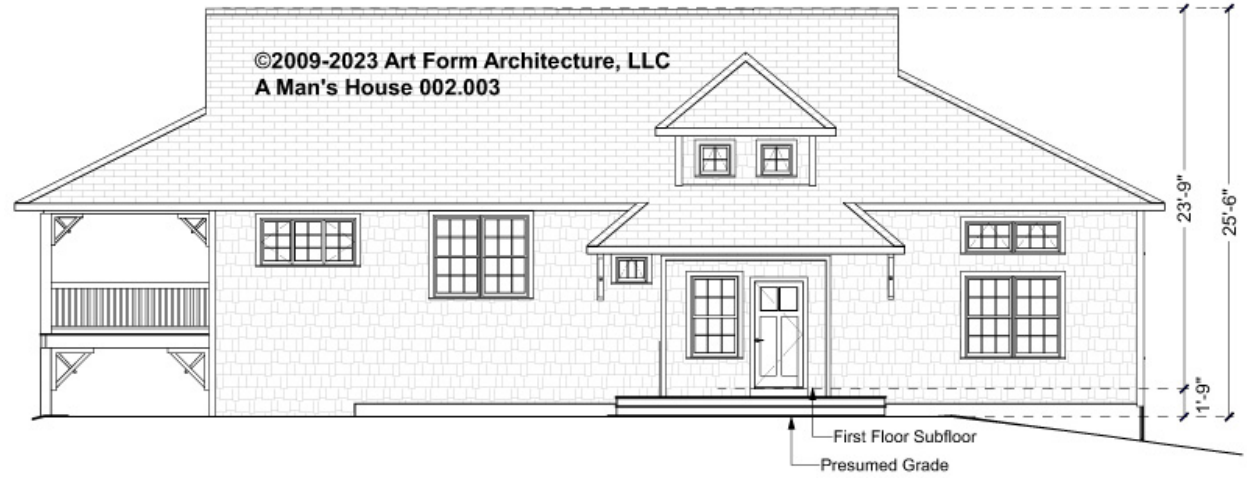 ©2009-2023 Art Form Architecture, LLC
A Man's House 002.003
23'-9"
25'-6"
1'-9"
First Floor Subfloor
Presumed Grade